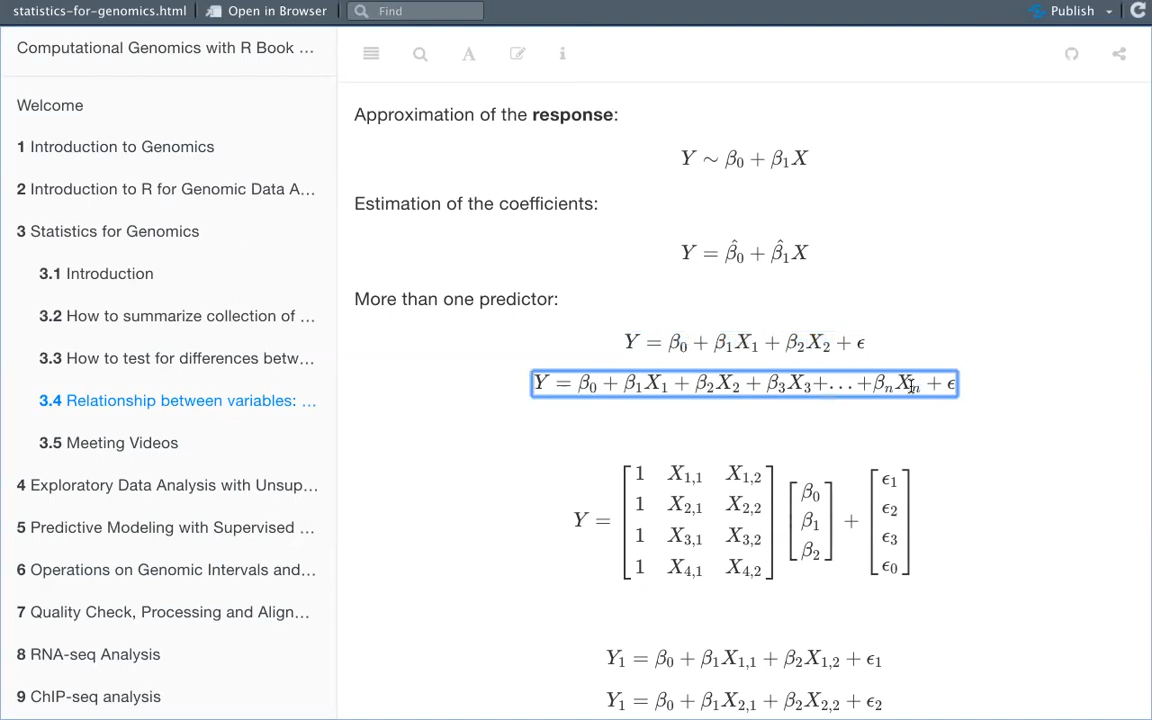 statistics-for-genomics.html Open in Browser Find Publish
Computational Genomics with R Book ...
Welcome
1 Introduction to Genomics
2 Introduction to R for Genomic Data A...
3 Statistics for Genomics
3.1 Introduction
3.2 How to summarize collection of ...
3.3 How to test for differences betw...
3.4 Relationship between variables: ...
3.5 Meeting Videos
4 Exploratory Data Analysis with Unsup...
5 Predictive Modeling with Supervised ...
6 Operations on Genomic Intervals and...
7 Quality Check, Processing and Align...
8 RNA-seq Analysis
9 ChIP-seq analysis
Approximation of the response:
Y ∼ β₀ + β₁X
Estimation of the coefficients:
Y = β̂₀ + β̂₁X
More than one predictor:
Y = β₀ + β₁X₁ + β₂X₂ + ϵ
Y = β₀ + β₁X₁ + β₂X₂ + β₃X₃+...+βₙXₙ + ϵ
1 X₁,₁ X₁,₂ ϵ₁
1 X₂,₁ X₂,₂ β₀ ϵ₂
Y = β₁ +
1 X₃,₁ X₃,₂ β₂ ϵ₃
1 X₄,₁ X₄,₂ ϵ₀
Y₁ = β₀ + β₁X₁,₁ + β₂X₁,₂ + ϵ₁
Y₁ = β₀ + β₁X₂,₁ + β₂X₂,₂ + ϵ₂